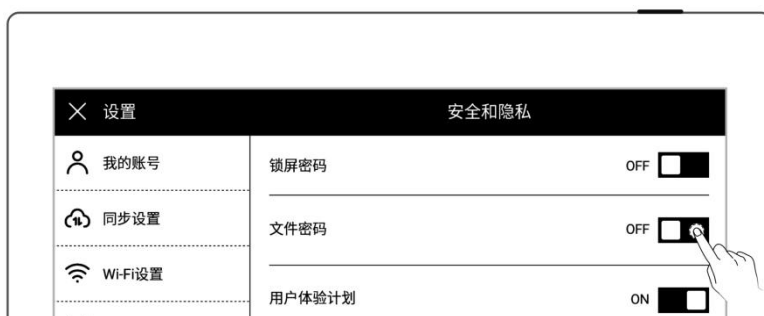 设置
安全和隐私
我的账号
锁屏密码 OFF
同步设置
文件密码 OFF
Wi-Fi设置
用户体验计划 ON